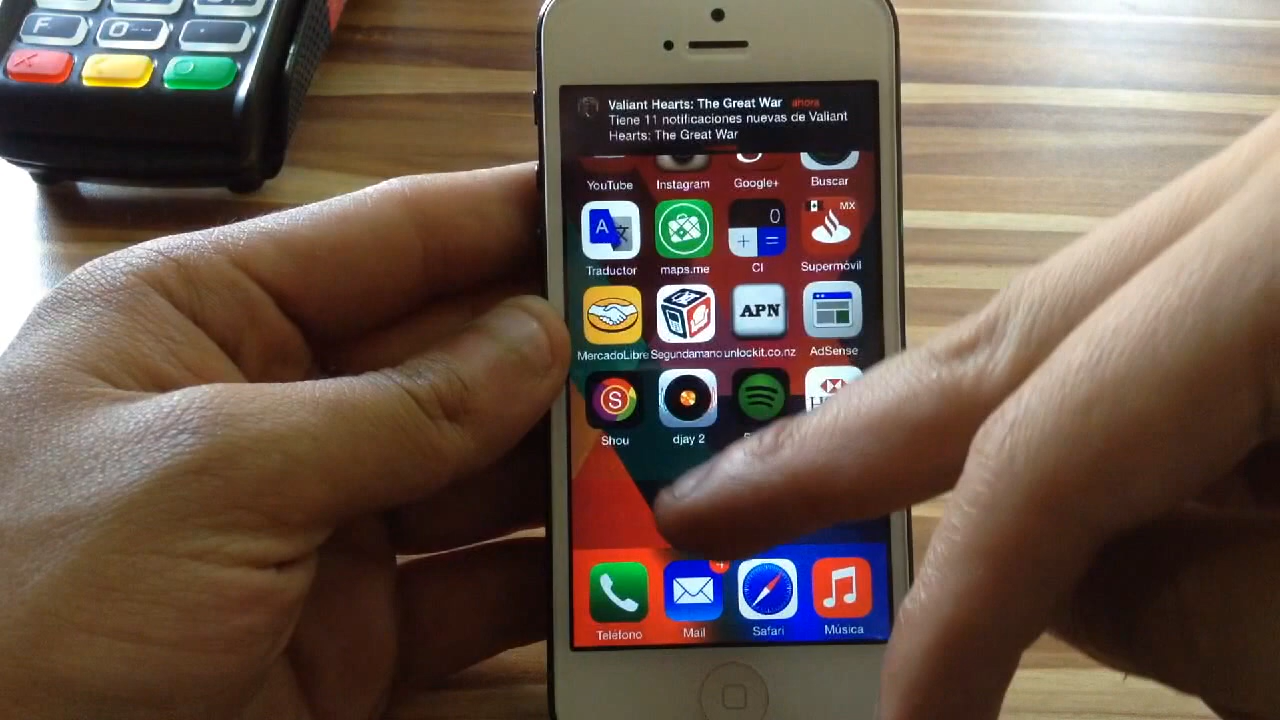 F
O
Valiant Hearts: The Great War ahora
Tiene 11 notificaciones nuevas de Valiant
Hearts: The Great War
YouTube Instagram Google+ Buscar
A 0 MX
Traductor maps.me Cl Supermóvil
APN
MercadoLibre Segundamano unlockit.co.nz AdSense
S
Shou djay 2
4
Teléfono Mail Safari Música